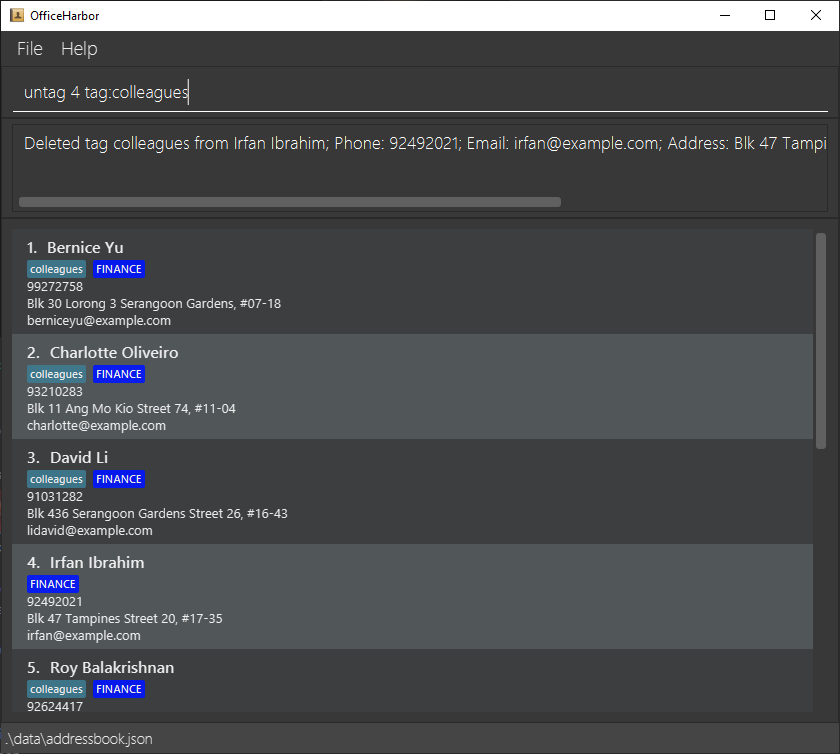 OfficeHarbor
File Help
untag 4 tag:colleagues
Deleted tag colleagues from Irfan Ibrahim; Phone: 92492021; Email: irfan@example.com; Address: Blk 47 Tampi
1. Bernice Yu
colleagues FINANCE
99272758
Blk 30 Lorong 3 Serangoon Gardens, #07-18
berniceyu@example.com
2. Charlotte Oliveiro
colleagues FINANCE
93210283
Blk 11 Ang Mo Kio Street 74, #11-04
charlotte@example.com
3. David Li
colleagues FINANCE
91031282
Blk 436 Serangoon Gardens Street 26, #16-43
lidavid@example.com
4. Irfan Ibrahim
FINANCE
92492021
Blk 47 Tampines Street 20, #17-35
irfan@example.com
5. Roy Balakrishnan
colleagues FINANCE
92624417
.\data\addressbook.json